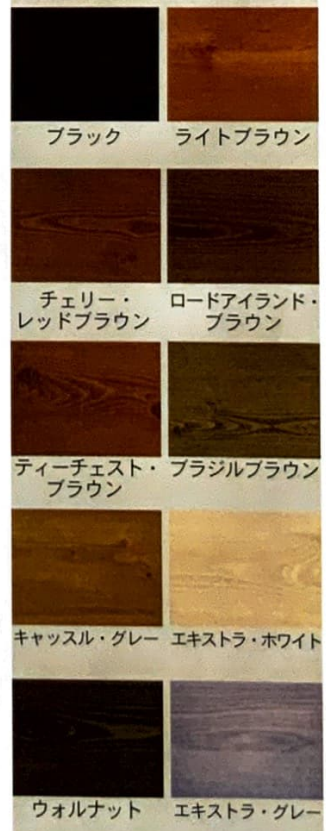 ブラック
ライトブラウン
チェリー・
レッドブラウン
ロードアイランド・
ブラウン
ティーチェスト・
ブラウン
ブラジルブラウン
キャッスル・グレー
エキストラ・ホワイト
ウォルナット
エキストラ・グレー